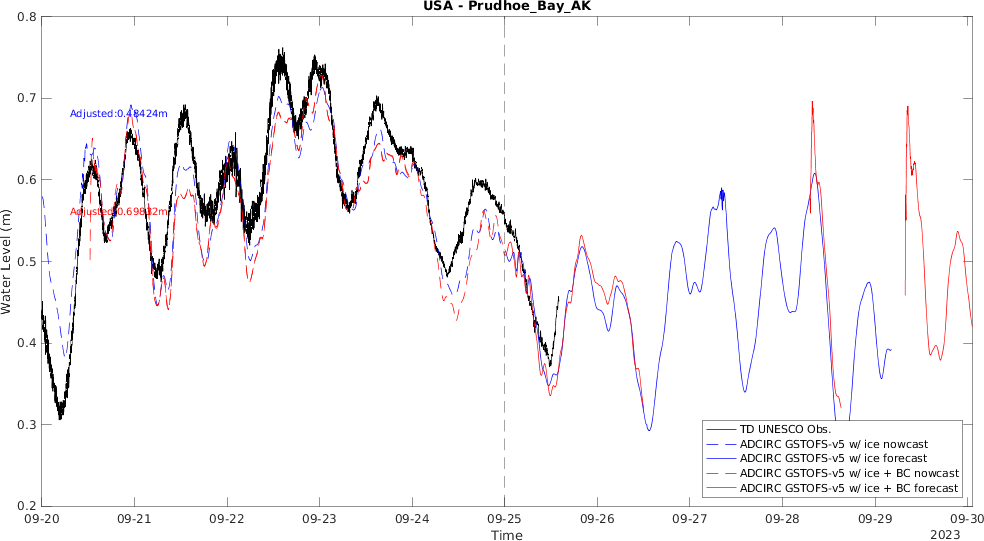 USA - Prudhoe_Bay_AK
0.8
0.7
0.6
0.5
0.4
0.3
0.2
Water Level (m)
Adjusted:0.48424m
Adjusted:0.69832m
TD UNESCO Obs.
ADCIRC GSTOFS-v5 w/ ice nowcast
ADCIRC GSTOFS-v5 w/ ice forecast
ADCIRC GSTOFS-v5 w/ ice + BC nowcast
ADCIRC GSTOFS-v5 w/ ice + BC forecast
09-20 09-21 09-22 09-23 09-24 09-25 09-26 09-27 09-28 09-29 09-30
Time
2023